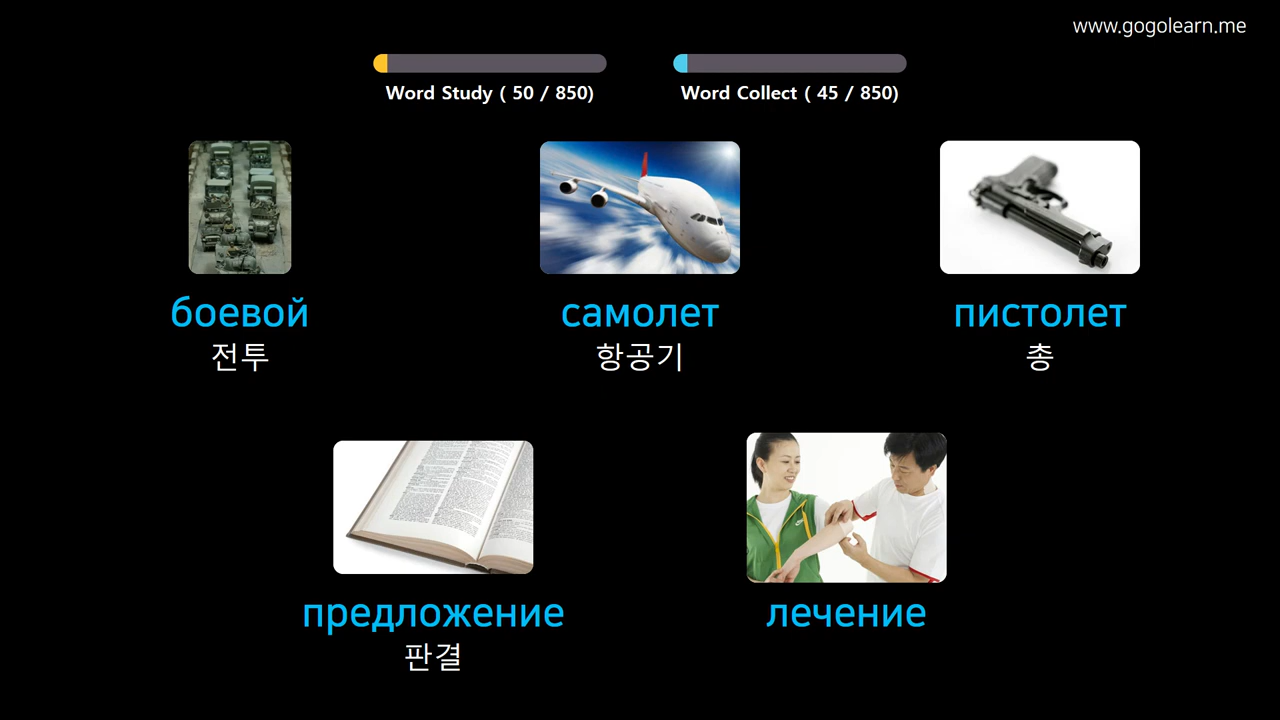 www.gogolearn.me
Word Study ( 50 / 850)
Word Collect ( 45 / 850)
боевой
전투
самолет
항공기
пистолет
총
предложение
판결
лечение